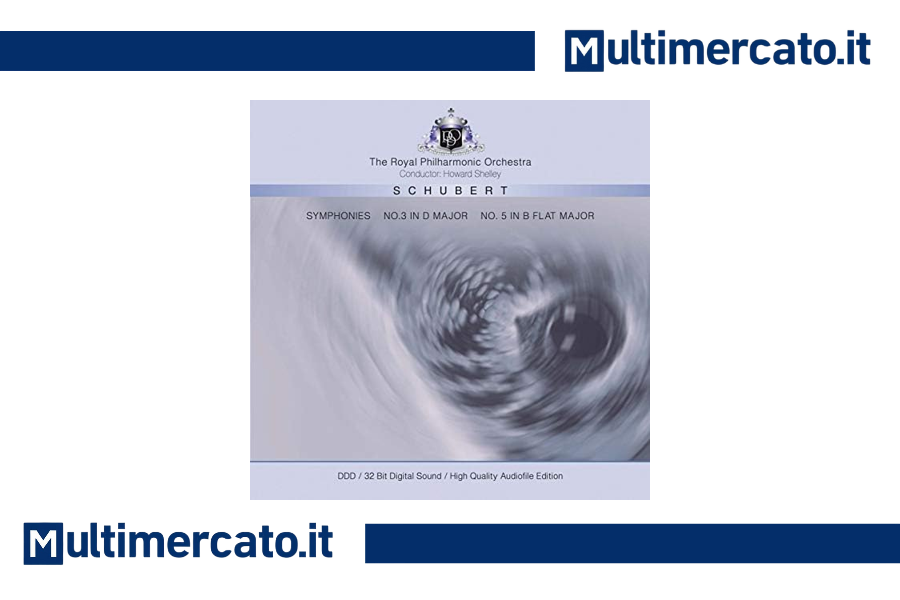 Multimercato.it
RPSO
The Royal Philharmonic Orchestra
Conductor: Howard Shelley
SCHUBERT
SYMPHONIES NO.3 IN D MAJOR NO. 5 IN B FLAT MAJOR
DDD / 32 Bit Digital Sound / High Quality Audiofile Edition
Multimercato.it